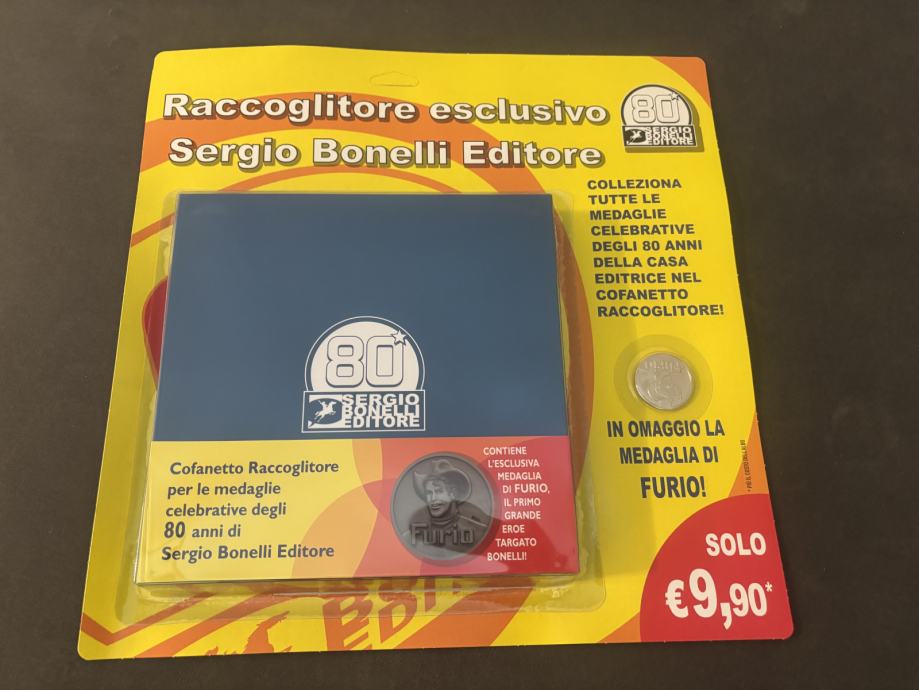 Raccoglitore esclusivo
Sergio Bonelli Editore
80°
SERGIO
BONELLI
EDITORE
COLLEZIONA
TUTTE LE
MEDAGLIE
CELEBRATIVE
DEGLI 80 ANNI
DELLA CASA
EDITRICE NEL
COFANETTO
RACCOGLITORE!
80
SERGIO
BONELLI
EDITORE
IN OMAGGIO LA
MEDAGLIA DI
FURIO!
Cofanetto Raccoglitore
per le medaglie
celebrative degli
80 anni di
Sergio Bonelli Editore
Furio
CONTIENE
L'ESCLUSIVA
MEDAGLIA
DI FURIO,
IL PRIMO
GRANDE
EROE
TARGATO
BONELLI!
SOLO
€9,90*